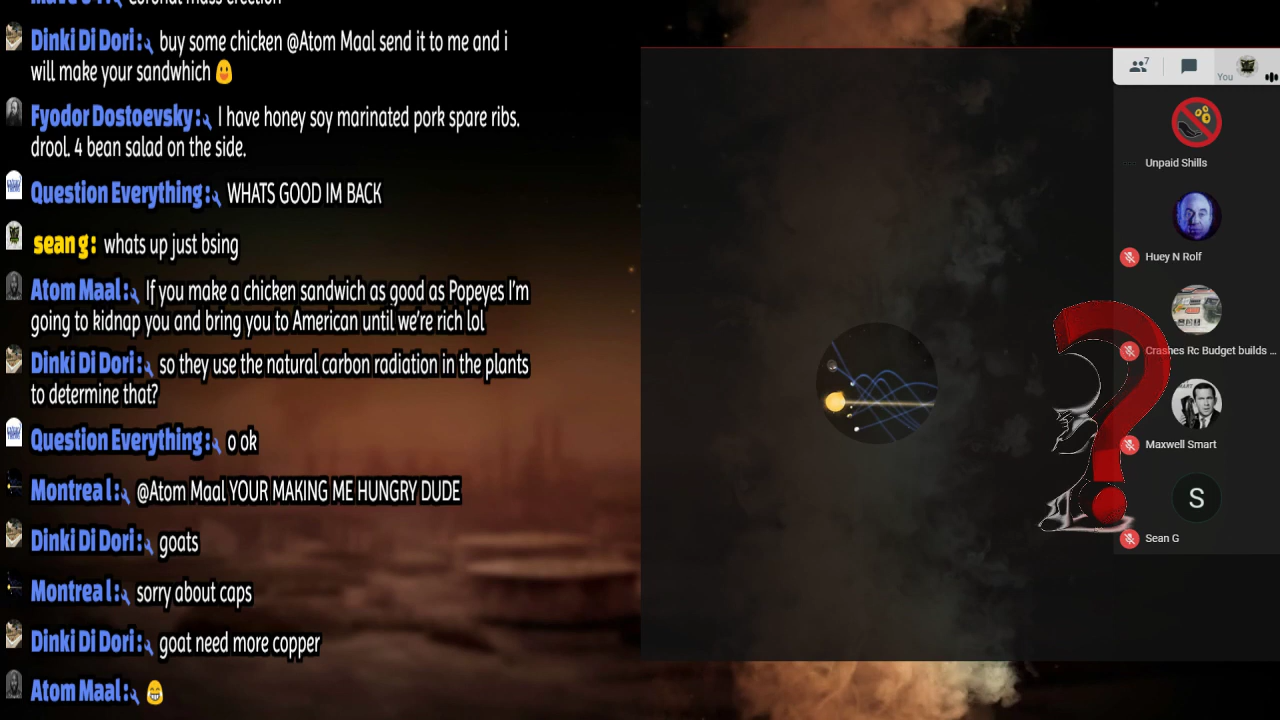 coronal mass erection
Dinki Di Dori: buy some chicken @Atom Maal send it to me and i
will make your sandwhich 😛
Fyodor Dostoevsky: I have honey soy marinated pork spare ribs.
drool. 4 bean salad on the side.
Question Everything: WHATS GOOD IM BACK
sean g: whats up just bsing
Atom Maal: If you make a chicken sandwich as good as Popeyes I'm
going to kidnap you and bring you to American until we're rich lol
Dinki Di Dori: so they use the natural carbon radiation in the plants
to determine that?
Question Everything: o ok
Montreal: @Atom Maal YOUR MAKING ME HUNGRY DUDE
Dinki Di Dori: goats
Montreal: sorry about caps
Dinki Di Dori: goat need more copper
Atom Maal: 😁
7
You
Unpaid Shills
Huey N Rolf
Crashes Rc Budget builds ...
Maxwell Smart
S
Sean G
?